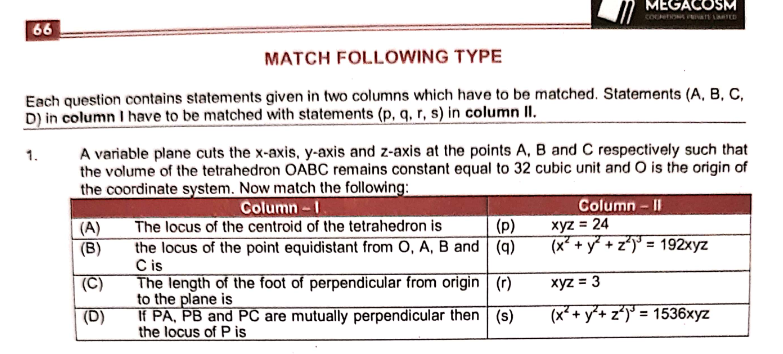 MEGACOSM
COGNITIONS PRIVATE LIMITED
66
MATCH FOLLOWING TYPE
Each question contains statements given in two columns which have to be matched. Statements (A, B, C,
D) in column I have to be matched with statements (p, q, r, s) in column II.
1. A variable plane cuts the x-axis, y-axis and z-axis at the points A, B and C respectively such that
the volume of the tetrahedron OABC remains constant equal to 32 cubic unit and O is the origin of
the coordinate system. Now match the following:
Column – I Column – II
(A) The locus of the centroid of the tetrahedron is (p) xyz = 24
(B) the locus of the point equidistant from O, A, B and (q) (x² + y² + z²)³ = 192xyz
C is
(C) The length of the foot of perpendicular from origin (r) xyz = 3
to the plane is
(D) If PA, PB and PC are mutually perpendicular then (s) (x² + y²+ z²)³ = 1536xyz
the locus of P is